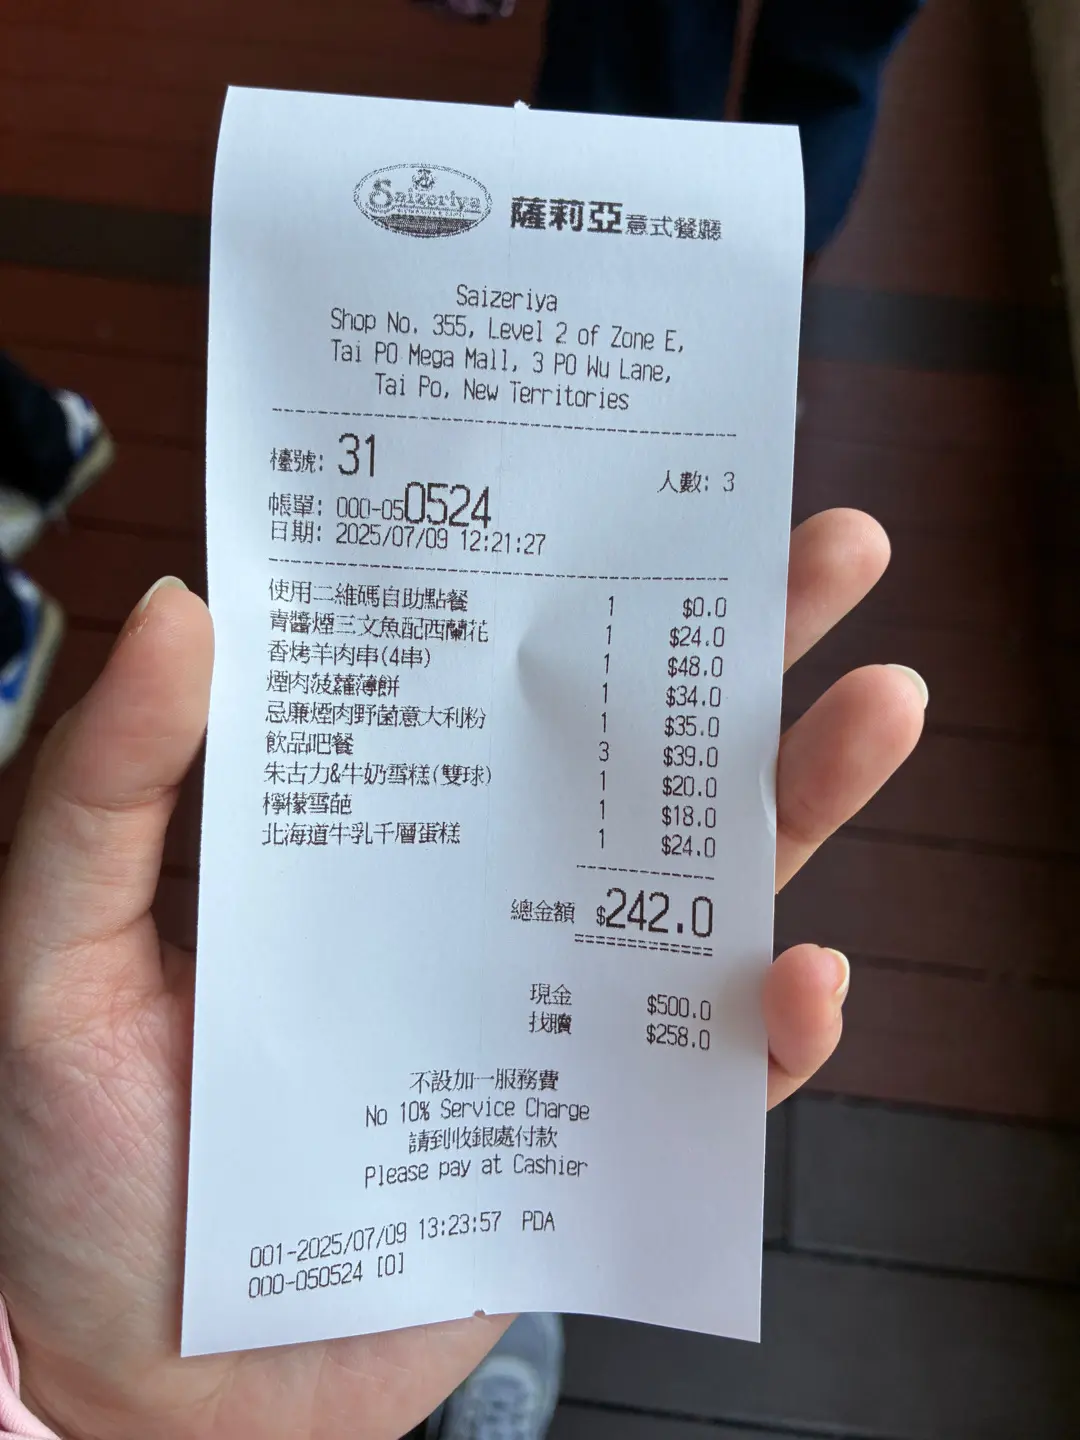 Saizeriya
薩莉亞意式餐廳
Saizeriya
Shop No. 355, Level 2 of Zone E,
Tai PO Mega Mall, 3 PO Wu Lane,
Tai Po, New Territories
檯號: 31 人數: 3
帳單: 000-050524
日期: 2025/07/09 12:21:27
使用二維碼自助點餐 1 $0.0
青醬煙三文魚配西蘭花 1 $24.0
香烤羊肉串(4串) 1 $48.0
煙肉菠蘿薄餅 1 $34.0
忌廉煙肉野菌意大利粉 1 $35.0
飲品吧餐 3 $39.0
朱古力&牛奶雪糕(雙球) 1 $20.0
檸檬雪葩 1 $18.0
北海道牛乳千層蛋糕 1 $24.0
總金額 $242.0
現金 $500.0
找贖 $258.0
不設加一服務費
No 10% Service Charge
請到收銀處付款
Please pay at Cashier
001-2025/07/09 13:23:57 PDA
000-050524 [0]